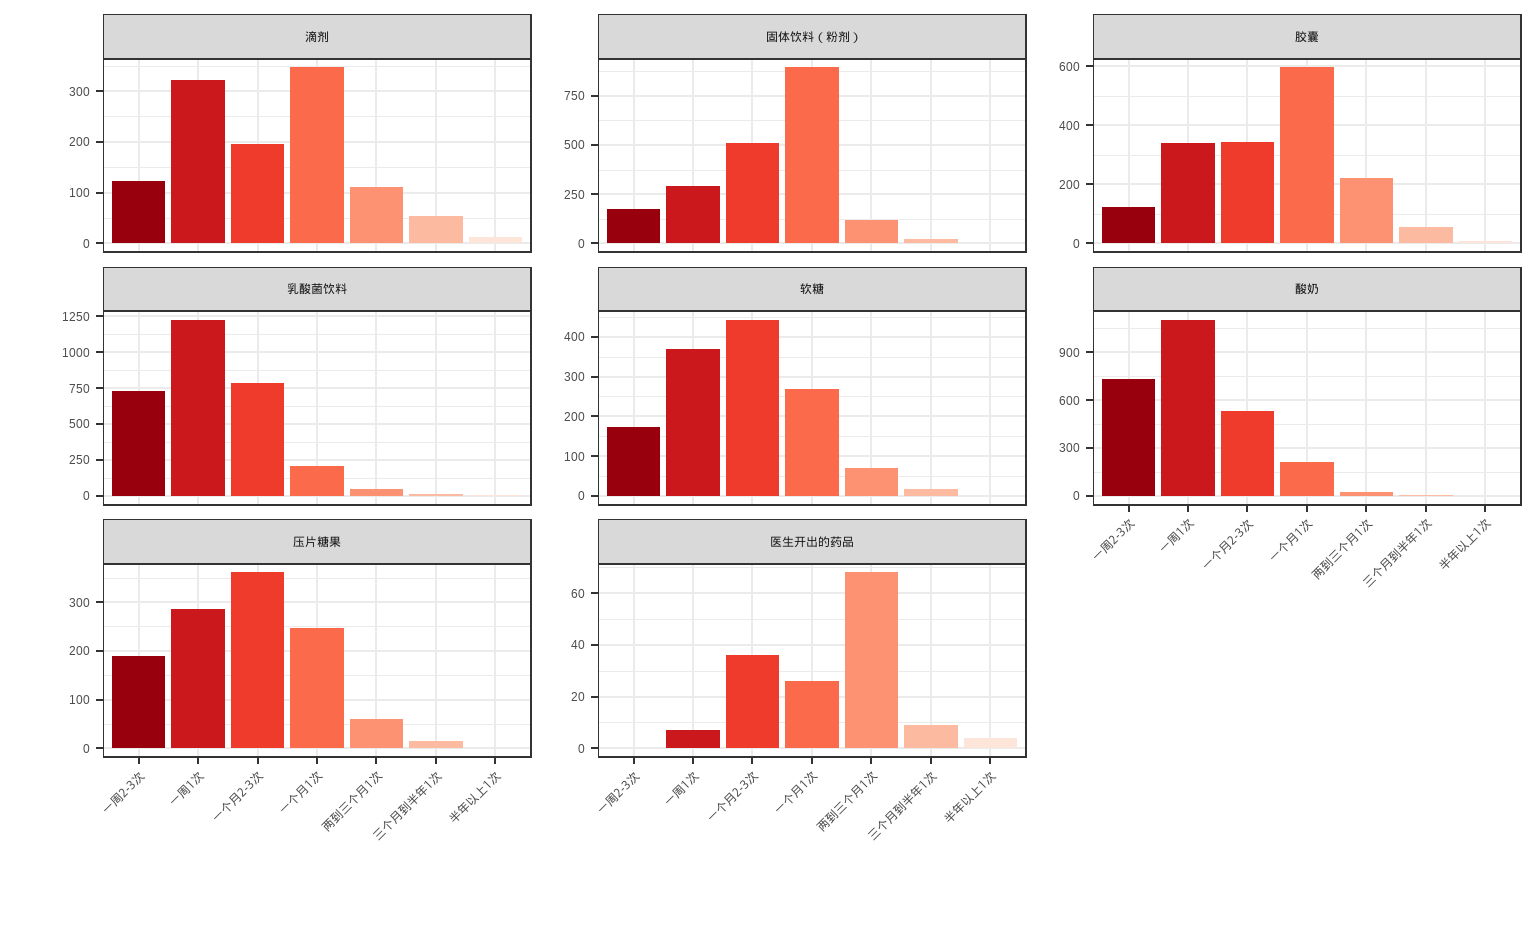 滴剂
固体饮料（粉剂）
胶囊
300
200
100
0
750
500
250
0
600
400
200
0
乳酸菌饮料
软糖
酸奶
1250
1000
750
500
250
0
400
300
200
100
0
900
600
300
0
一周2-3次
一周1次
一个月2-3次
一个月1次
两到三个月1次
三个月到半年1次
半年以上1次
压片糖果
医生开出的药品
300
200
100
0
60
40
20
0
一周2-3次
一周1次
一个月2-3次
一个月1次
两到三个月1次
三个月到半年1次
半年以上1次
一周2-3次
一周1次
一个月2-3次
一个月1次
两到三个月1次
三个月到半年1次
半年以上1次